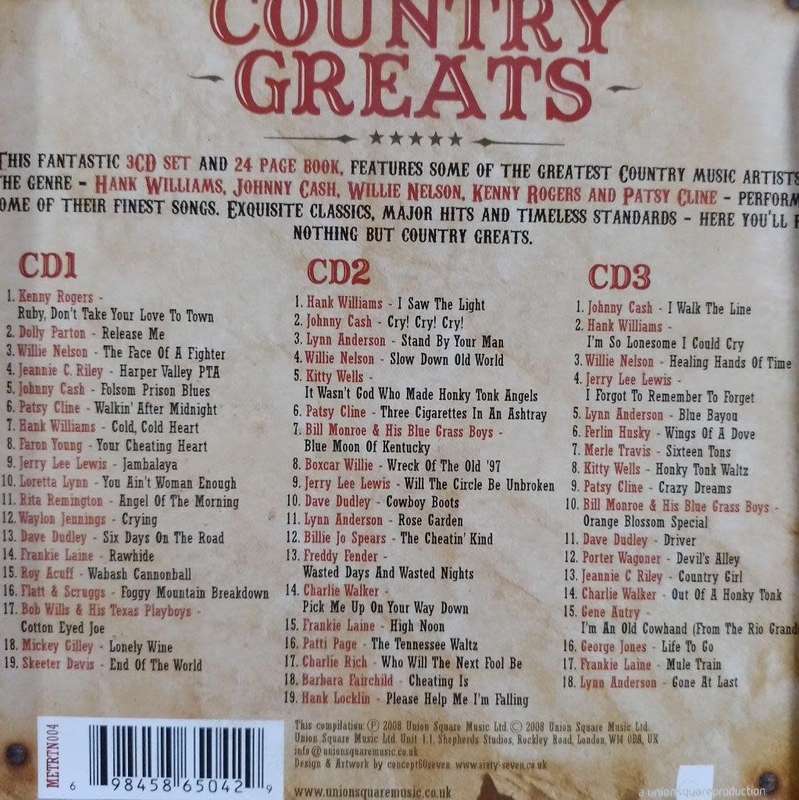 COUNTRY
GREATS
THIS FANTASTIC 3CD SET AND 24 PAGE BOOK, FEATURES SOME OF THE GREATEST COUNTRY MUSIC ARTISTS
THE GENRE - HANK WILLIAMS, JOHNNY CASH, WILLIE NELSON, KENNY ROGERS AND PATSY CLINE - PERFORM
OME OF THEIR FINEST SONGS. EXQUISITE CLASSICS, MAJOR HITS AND TIMELESS STANDARDS - HERE YOU'LL F
NOTHING BUT COUNTRY GREATS.
CD1
1. Kenny Rogers -
Ruby, Don't Take Your Love To Town
2. Dolly Parton - Release Me
3. Willie Nelson - The Face Of A Fighter
4. Jeannie C. Riley - Harper Valley PTA
5. Johnny Cash - Folsom Prison Blues
6. Patsy Cline - Walkin' After Midnight
7. Hank Williams - Cold, Cold Heart
8. Faron Young - Your Cheating Heart
9. Jerry Lee Lewis - Jambalaya
10. Loretta Lynn - You Ain't Woman Enough
11. Rita Remington - Angel Of The Morning
12. Waylon Jennings - Crying
13. Dave Dudley - Six Days On The Road
14. Frankie Laine - Rawhide
15. Roy Acuff - Wabash Cannonball
16. Flatt & Scruggs - Foggy Mountain Breakdown
17. Bob Wills & His Texas Playboys -
Cotton Eyed Joe
18. Mickey Gilley - Lonely Wine
19. Skeeter Davis - End Of The World
CD2
1. Hank Williams - I Saw The Light
2. Johnny Cash - Cry! Cry! Cry!
3. Lynn Anderson - Stand By Your Man
4. Willie Nelson - Slow Down Old World
5. Kitty Wells -
It Wasn't God Who Made Honky Tonk Angels
6. Patsy Cline - Three Cigarettes In An Ashtray
7. Bill Monroe & His Blue Grass Boys -
Blue Moon Of Kentucky
8. Boxcar Willie - Wreck Of The Old '97
9. Jerry Lee Lewis - Will The Circle Be Unbroken
10. Dave Dudley - Cowboy Boots
11. Lynn Anderson - Rose Garden
12. Billie Jo Spears - The Cheatin' Kind
13. Freddy Fender -
Wasted Days And Wasted Nights
14. Charlie Walker -
Pick Me Up On Your Way Down
15. Frankie Laine - High Noon
16. Patti Page - The Tennessee Waltz
17. Charlie Rich - Who Will The Next Fool Be
18. Barbara Fairchild - Cheating Is
19. Hank Locklin - Please Help Me I'm Falling
CD3
1. Johnny Cash - I Walk The Line
2. Hank Williams -
I'm So Lonesome I Could Cry
3. Willie Nelson - Healing Hands Of Time
4. Jerry Lee Lewis -
I Forgot To Remember To Forget
5. Lynn Anderson - Blue Bayou
6. Ferlin Husky - Wings Of A Dove
7. Merle Travis - Sixteen Tons
8. Kitty Wells - Honky Tonk Waltz
9. Patsy Cline - Crazy Dreams
10. Bill Monroe & His Blue Grass Boys -
Orange Blossom Special
11. Dave Dudley - Driver
12. Porter Wagoner - Devil's Alley
13. Jeannie C Riley - Country Girl
14. Charlie Walker - Out Of A Honky Tonk
15. Gene Autry -
I'm An Old Cowhand (From The Rio Grand
16. George Jones - Life To Go
17. Frankie Laine - Mule Train
18. Lynn Anderson - Gone At Last
METRTN004
6 98458 65042 9
This compilation Ⓟ 2008 Union Square Music Ltd. © 2008 Union Square Music Ltd.
Union Square Music Ltd. Unit 1.1, Shepherds Studios, Rockley Road, London, W14 0DA, UK
info@unionsquaremusic.co.uk
Design & Artwork by concept60seven. www.sixty-seven.co.uk
www.unionsquaremusic.co.uk
a unionsquareproduction